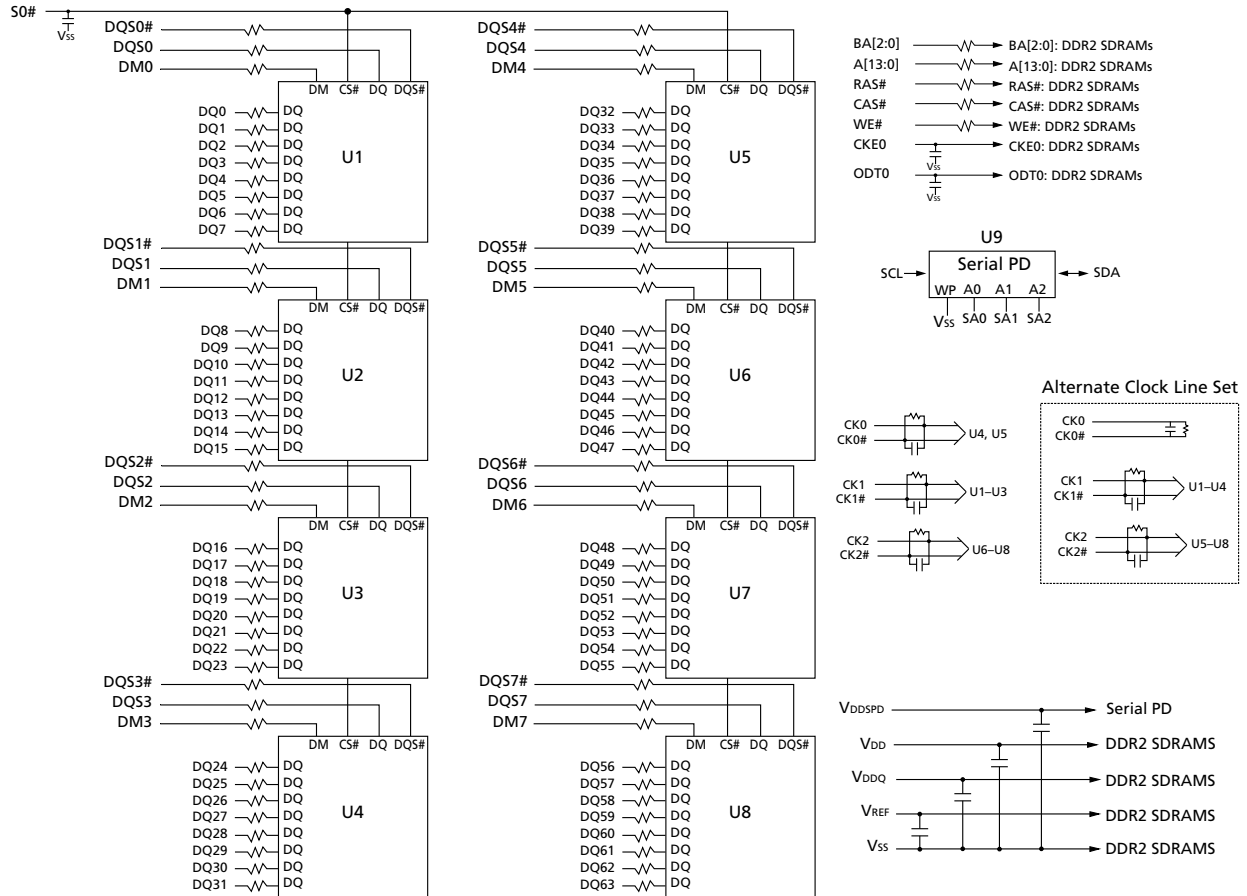 S0#
Vss
DQS0#
DQS0
DM0
DM CS# DQ DQS#
DQ0 DQ
DQ1 DQ
DQ2 DQ
DQ3 DQ
DQ4 DQ
DQ5 DQ
DQ6 DQ
DQ7 DQ
U1
DQS1#
DQS1
DM1
DM CS# DQ DQS#
DQ8 DQ
DQ9 DQ
DQ10 DQ
DQ11 DQ
DQ12 DQ
DQ13 DQ
DQ14 DQ
DQ15 DQ
U2
DQS2#
DQS2
DM2
DM CS# DQ DQS#
DQ16 DQ
DQ17 DQ
DQ18 DQ
DQ19 DQ
DQ20 DQ
DQ21 DQ
DQ22 DQ
DQ23 DQ
U3
DQS3#
DQS3
DM3
DM CS# DQ DQS#
DQ24 DQ
DQ25 DQ
DQ26 DQ
DQ27 DQ
DQ28 DQ
DQ29 DQ
DQ30 DQ
DQ31 DQ
U4
DQS4#
DQS4
DM4
DM CS# DQ DQS#
DQ32 DQ
DQ33 DQ
DQ34 DQ
DQ35 DQ
DQ36 DQ
DQ37 DQ
DQ38 DQ
DQ39 DQ
U5
DQS5#
DQS5
DM5
DM CS# DQ DQS#
DQ40 DQ
DQ41 DQ
DQ42 DQ
DQ43 DQ
DQ44 DQ
DQ45 DQ
DQ46 DQ
DQ47 DQ
U6
DQS6#
DQS6
DM6
DM CS# DQ DQS#
DQ48 DQ
DQ49 DQ
DQ50 DQ
DQ51 DQ
DQ52 DQ
DQ53 DQ
DQ54 DQ
DQ55 DQ
U7
DQS7#
DQS7
DM7
DM CS# DQ DQS#
DQ56 DQ
DQ57 DQ
DQ58 DQ
DQ59 DQ
DQ60 DQ
DQ61 DQ
DQ62 DQ
DQ63 DQ
U8
BA[2:0] BA[2:0]: DDR2 SDRAMs
A[13:0] A[13:0]: DDR2 SDRAMs
RAS# RAS#: DDR2 SDRAMs
CAS# CAS#: DDR2 SDRAMs
WE# WE#: DDR2 SDRAMs
CKE0 CKE0: DDR2 SDRAMs
Vss
ODT0 ODT0: DDR2 SDRAMs
Vss
U9
Serial PD
SCL SDA
WP A0 A1 A2
Vss SA0 SA1 SA2
CK0
CK0#
U4, U5
CK1
CK1#
U1–U3
CK2
CK2#
U6–U8
Alternate Clock Line Set
CK0
CK0#
CK1
CK1#
U1–U4
CK2
CK2#
U5–U8
VDDSPD Serial PD
VDD DDR2 SDRAMS
VDDQ DDR2 SDRAMS
VREF DDR2 SDRAMS
Vss DDR2 SDRAMS